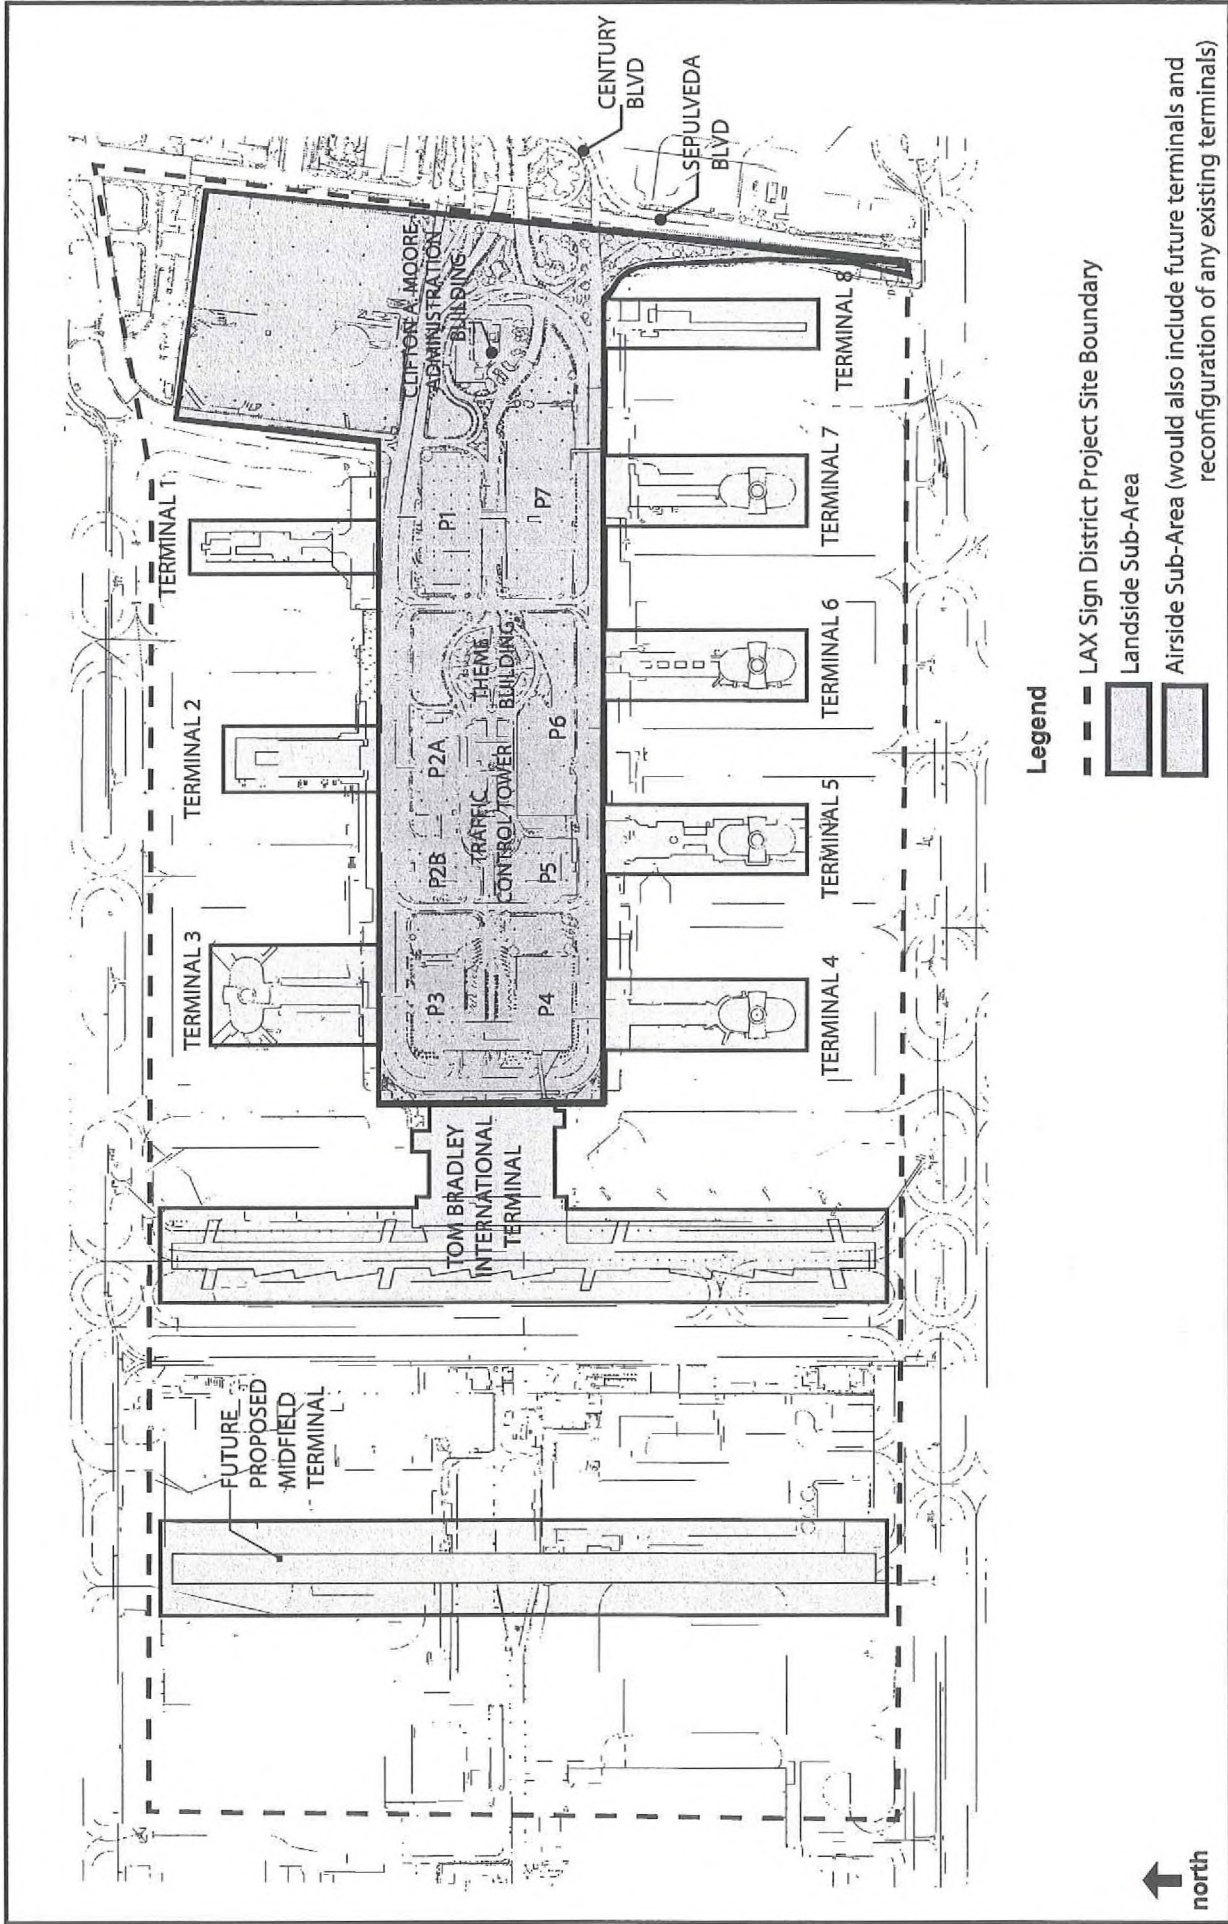 CENTURY
BLVD
SEPULVEDA
BLVD
CLIFTON A. MOORE
ADMINISTRATION
BUILDING
TERMINAL 1
TERMINAL 2
TERMINAL 3
P1
P2A
P2B
P3
THEME
BUILDING
TRAFFIC
CONTROL TOWER
P7
P6
P5
P4
TERMINAL 8
TERMINAL 7
TERMINAL 6
TERMINAL 5
TERMINAL 4
TOM BRADLEY
INTERNATIONAL
TERMINAL
FUTURE
PROPOSED
MIDFIELD
TERMINAL
Legend
LAX Sign District Project Site Boundary
Landside Sub-Area
Airside Sub-Area (would also include future terminals and
reconfiguration of any existing terminals)
north